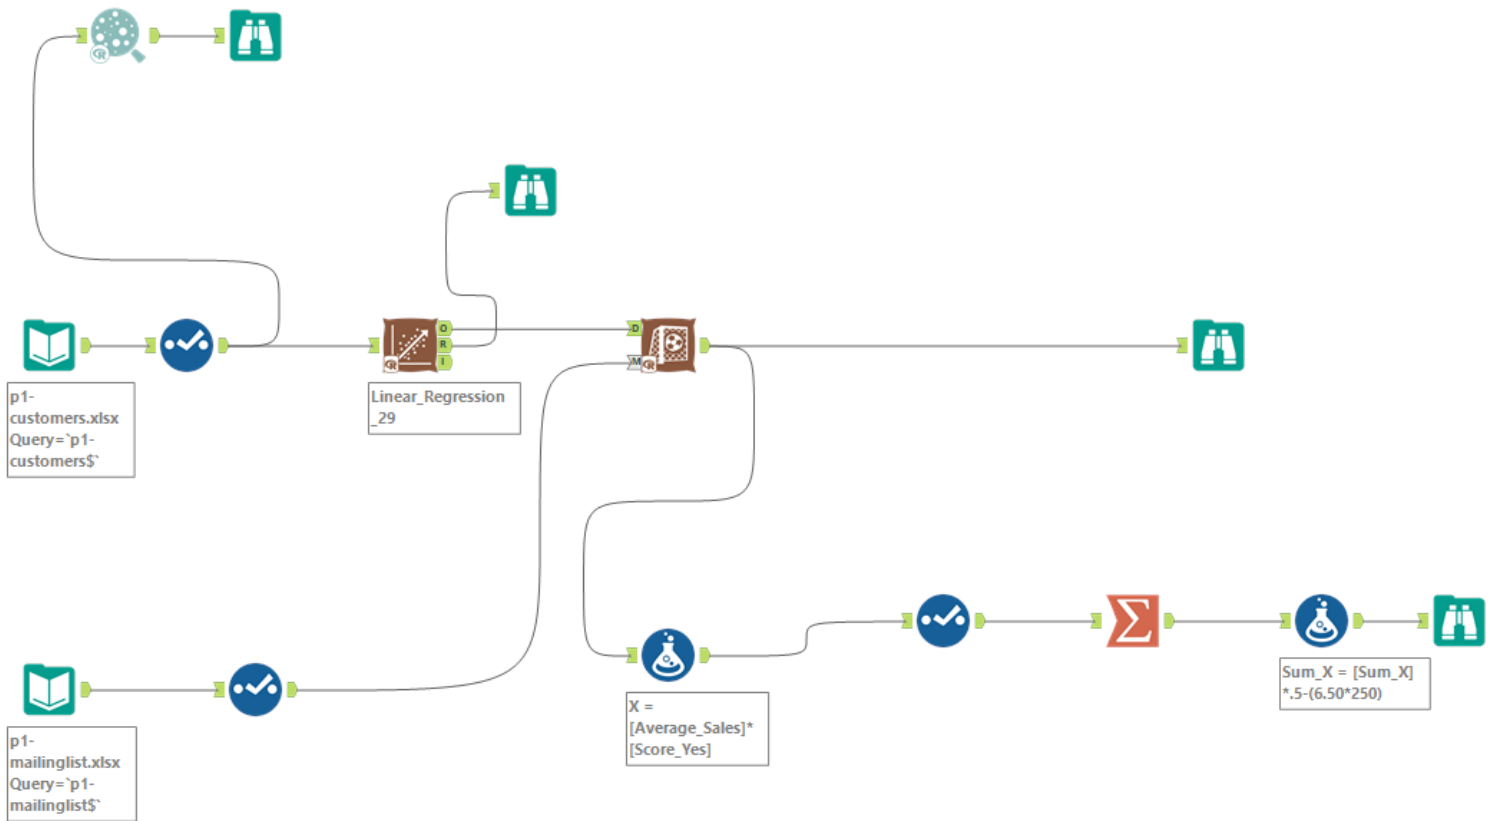 p1-
customers.xlsx
Query=`p1-
customers$`
O
R
I
Linear_Regression
_29
D
M
p1-
mailinglist.xlsx
Query=`p1-
mailinglist$`
X =
[Average_Sales]*
[Score_Yes]
Σ
Sum_X = [Sum_X]
*.5-(6.50*250)
R
R
R